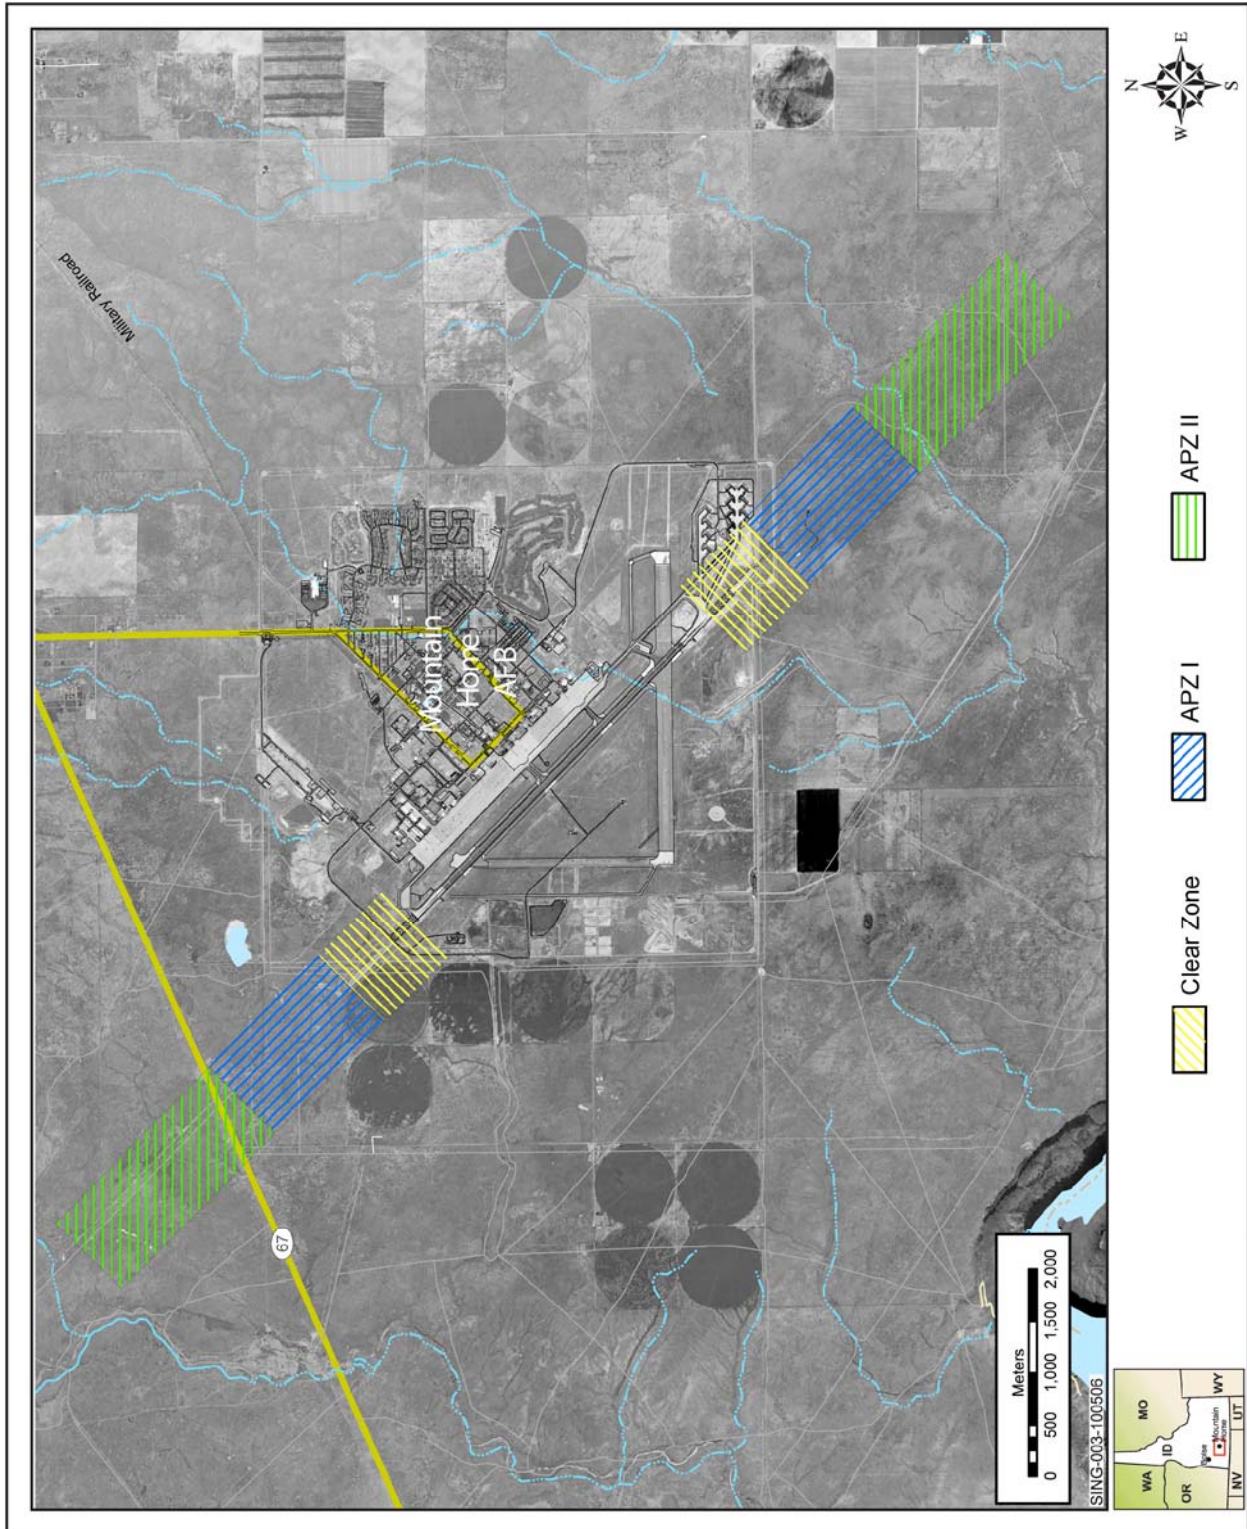 Military Railroad
Mountain
Home
AFB
67
Meters
0 500 1,000 1,500 2,000
SING-003-100506
N
W E
S
Clear Zone
APZ I
APZ II
WA
MO
ID
OR
Boise
Mountain
Home
WY
NV
UT